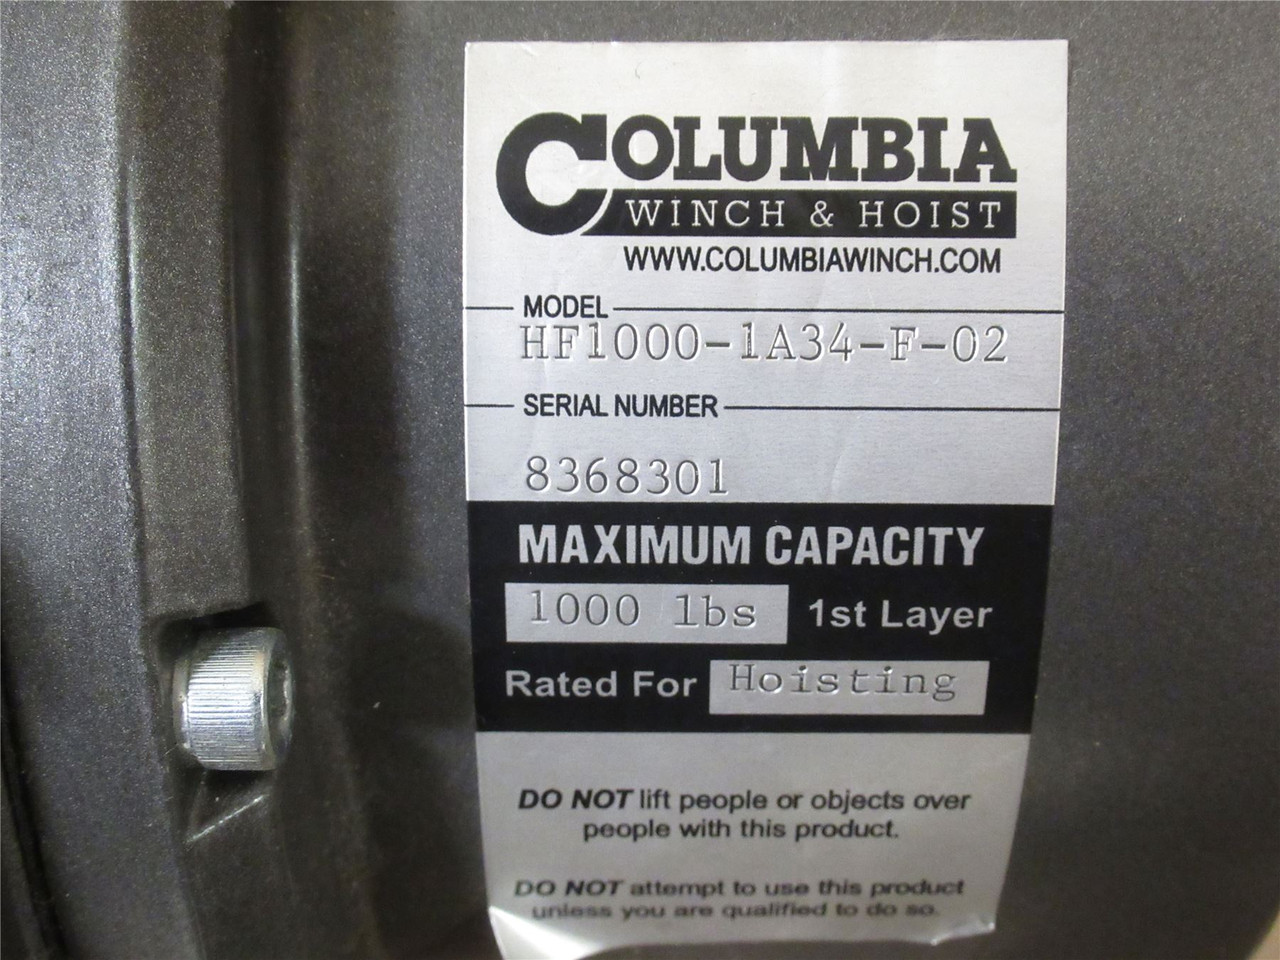 COLUMBIA
WINCH & HOIST
WWW.COLUMBIAWINCH.COM
MODEL
HF1000-1A34-F-02
SERIAL NUMBER
8368301
MAXIMUM CAPACITY
1000 lbs 1st Layer
Rated For Hoisting
DO NOT lift people or objects over
people with this product.
DO NOT attempt to use this product
unless you are qualified to do so.